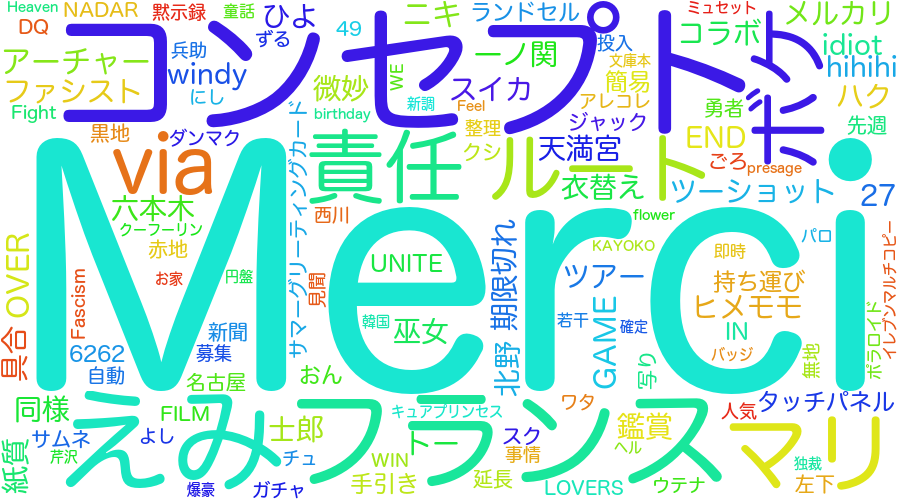 Heaven
NADAR
黙示録
童話
ひよ
ニキ
ランドセル
ミュセット
メルカリ
DQ
ずる
49
コラボ
コンセプト
ボケ
兵助
一ノ関
投入
文庫本
idiot
アーチャー
windy
微妙
WE
スイカ
簡易
hihihi
ファシスト
にし
新調
Feel
アレコレ
ハク
Fight
birthday
整理
ジャック
勇者
END
先週
黒地
ダンマク
クシ
天満宮
ごろ
presage
via
責任
ルート
衣替え
ツーショット
27
六本木
西川
flower
クーフーリン
サマーグリーティングカード
赤地
UNITE
KAYOKO
即時
パロ
OVER
Merci
Fascism
お家
円盤
見聞
期限切れ
ツアー
持ち運び
ヒメモモ
イレブンマルチコピー
ポラロイド
具合
新聞
韓国
巫女
北野
若干
GAME
確定
IN
6262
募集
バッジ
無地
自動
名古屋
おん
写り
同様
FILM
キュアプリンセス
ワタ
人気
タッチパネル
えみ
フランス
マリ
サムネ
よし
士郎
トー
スク
鑑賞
紙質
芹沢
チュ
WIN
事情
ヘル
独裁
爆豪
ガチャ
手引き
延長
LOVERS
ウテナ
左下